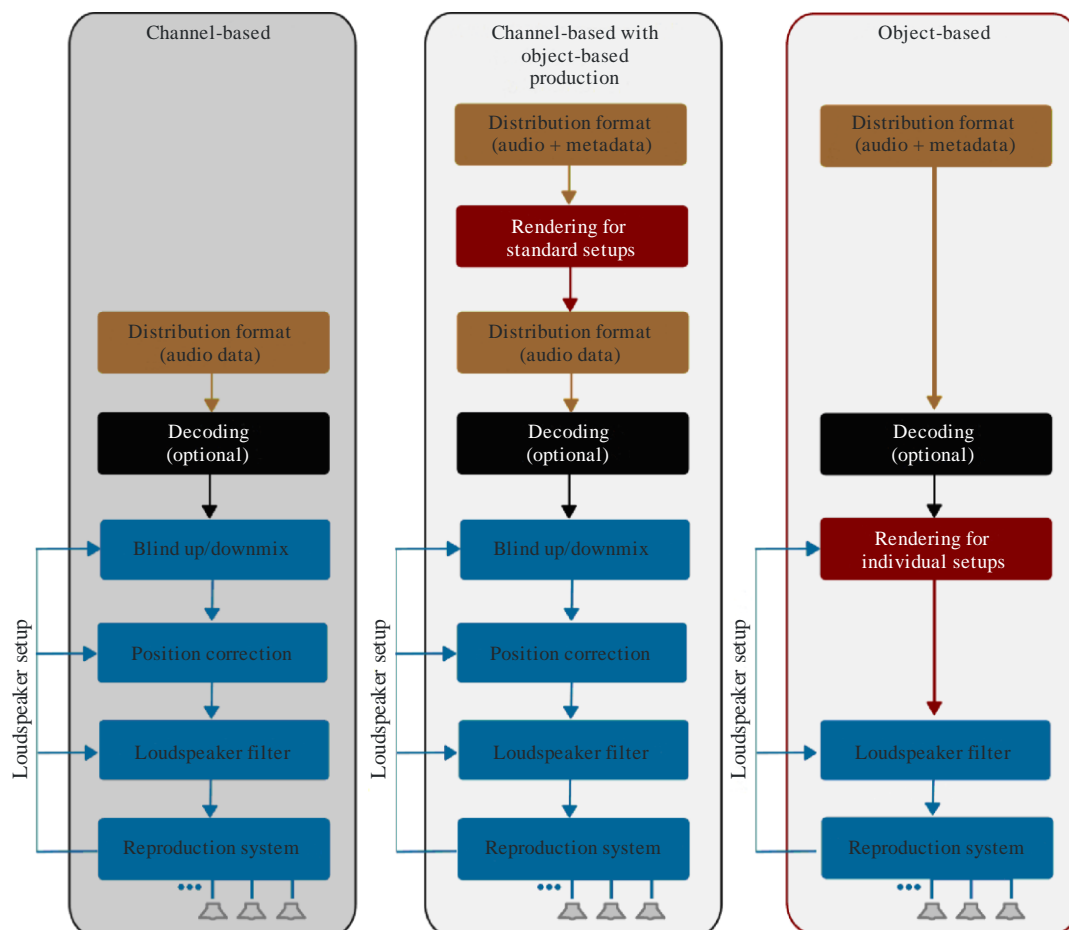 Channel-based
Distribution format
(audio data)
Decoding
(optional)
Blind up/downmix
Position correction
Loudspeaker filter
Reproduction system
Loudspeaker setup
Channel-based with
object-based
production
Distribution format
(audio + metadata)
Rendering for
standard setups
Distribution format
(audio data)
Decoding
(optional)
Blind up/downmix
Position correction
Loudspeaker filter
Reproduction system
Loudspeaker setup
Object-based
Distribution format
(audio + metadata)
Decoding
(optional)
Rendering for
individual setups
Loudspeaker filter
Reproduction system
Loudspeaker setup